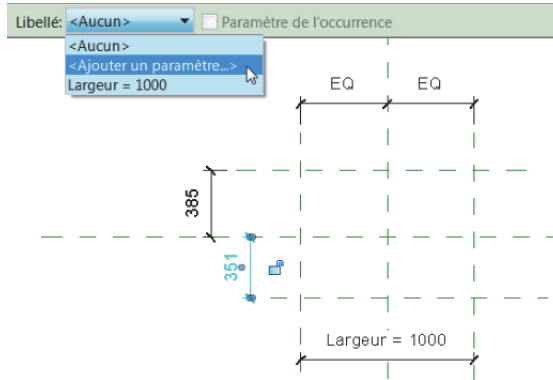 Libellé: <Aucun> Paramètre de l'occurrence
<Aucun>
<Ajouter un paramètre...>
Largeur = 1000
EQ EQ
385
351
Largeur = 1000